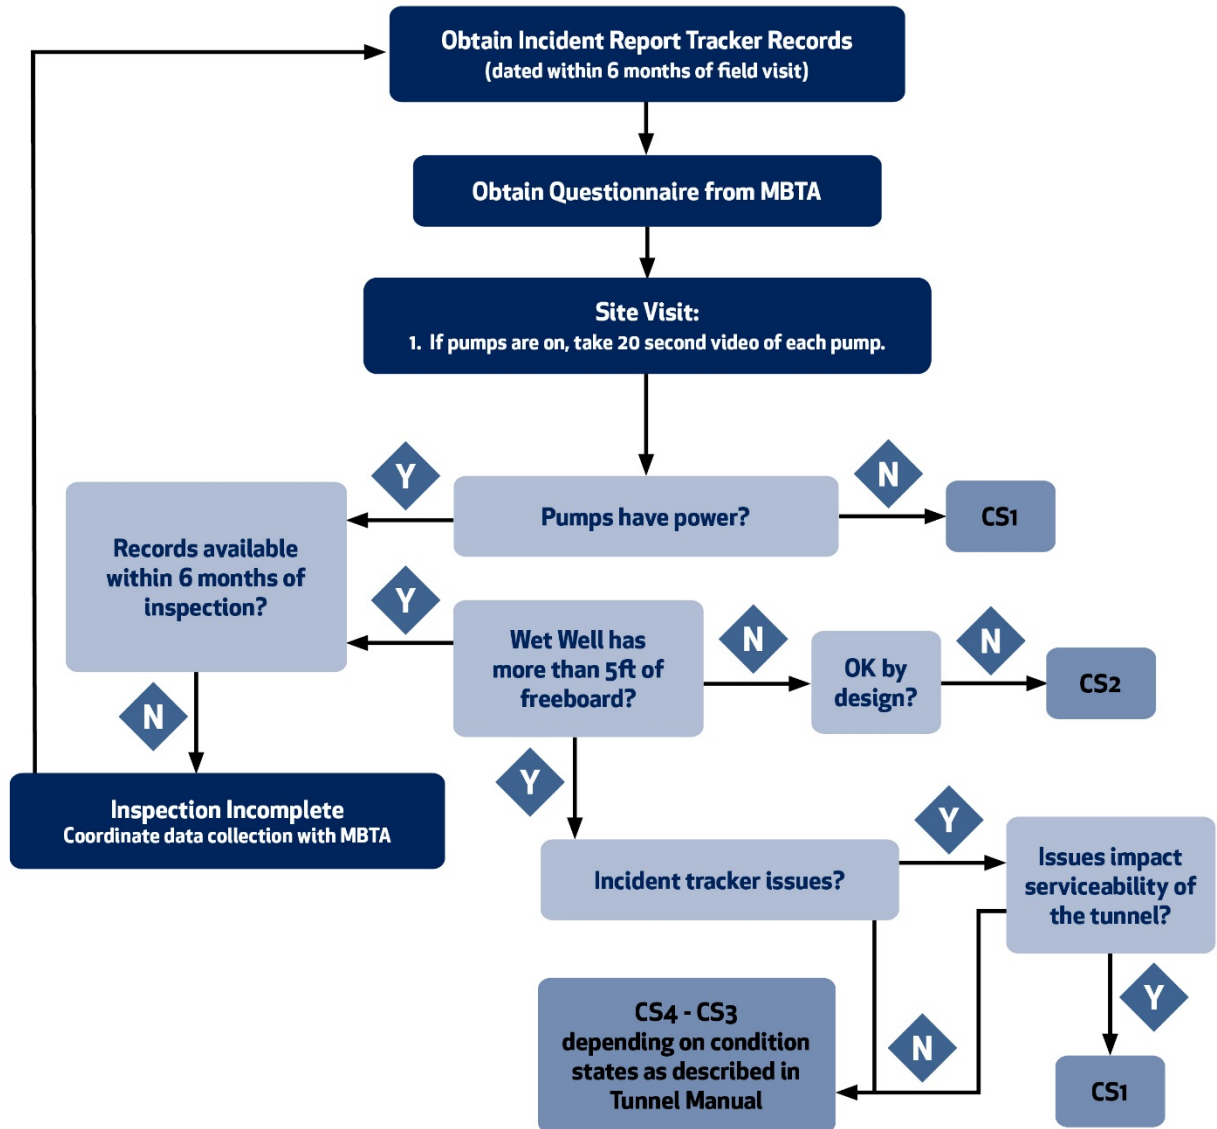 Obtain Incident Report Tracker Records
(dated within 6 months of field visit)
Obtain Questionnaire from MBTA
Site Visit:
1. If pumps are on, take 20 second video of each pump.
Y
N
Pumps have power?
CS1
Records available
within 6 months of
inspection?
Y
Wet Well has
more than 5ft of
freeboard?
N
OK by
design?
N
CS2
N
Y
Inspection Incomplete
Coordinate data collection with MBTA
Incident tracker issues?
Y
Issues impact
serviceability of
the tunnel?
Y
CS4 - CS3
depending on condition
states as described in
Tunnel Manual
N
CS1